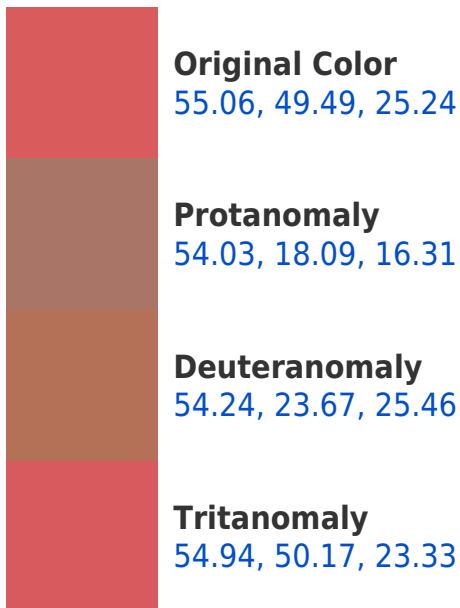 Original Color
55.06, 49.49, 25.24
Protanomaly
54.03, 18.09, 16.31
Deuteranomaly
54.24, 23.67, 25.46
Tritanomaly
54.94, 50.17, 23.33